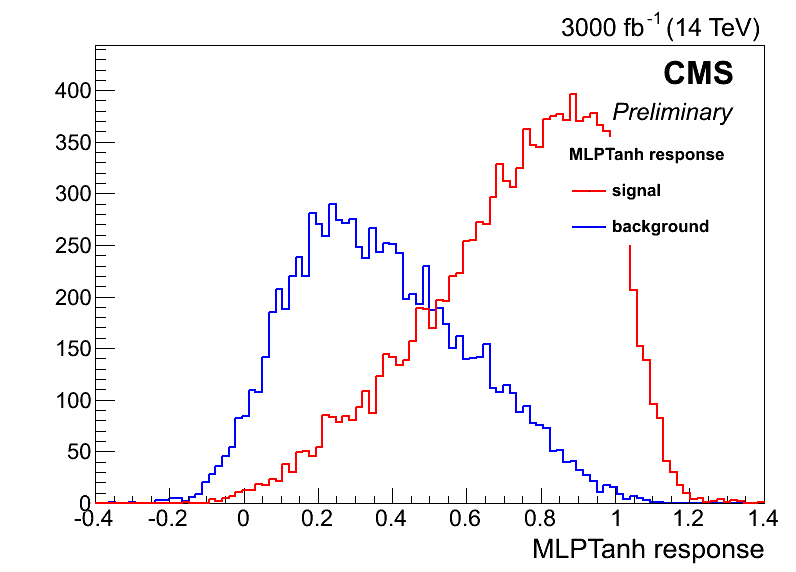 3000 fb⁻¹ (14 TeV)
CMS
Preliminary
MLPTanh response
signal
background
400
350
300
250
200
150
100
50
0
-0.4 -0.2 0 0.2 0.4 0.6 0.8 1 1.2 1.4
MLPTanh response